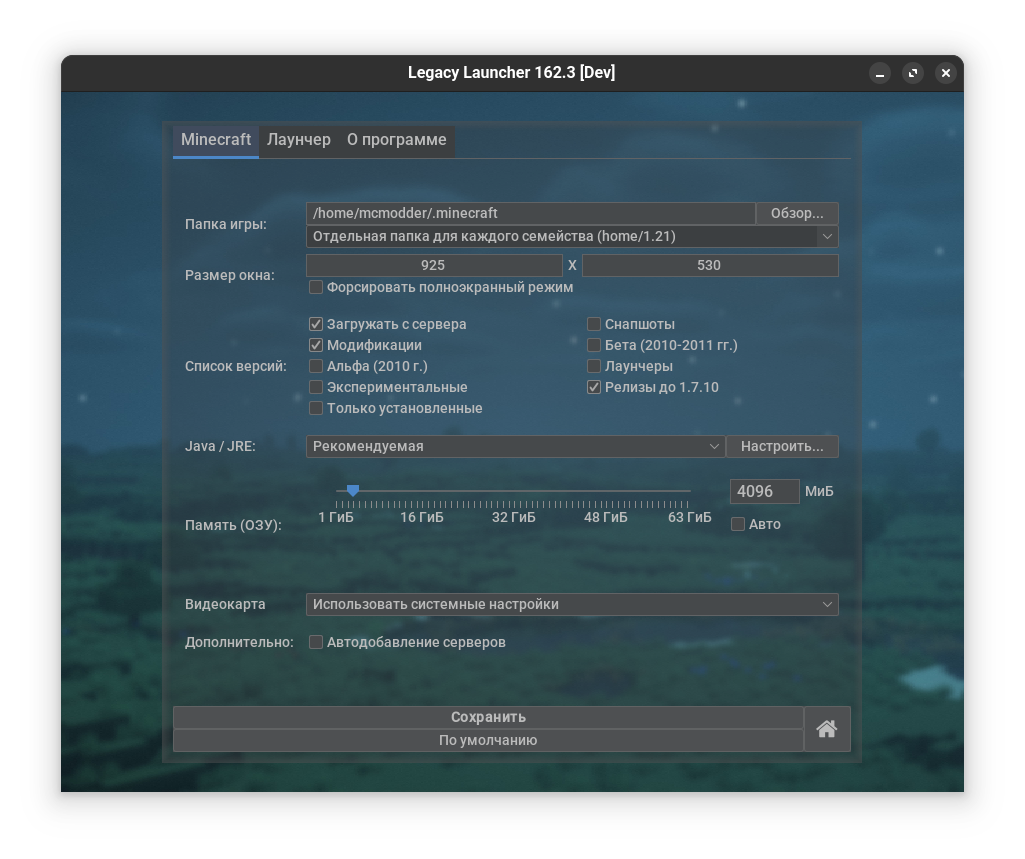 Legacy Launcher 162.3 [Dev]
Minecraft Лаунчер О программе
Папка игры:
/home/mcmodder/.minecraft Обзор...
Отдельная папка для каждого семейства (home/1.21)
Размер окна:
925 X 530
Форсировать полноэкранный режим
Список версий:
Загружать с сервера Снапшоты
Модификации Бета (2010-2011 гг.)
Альфа (2010 г.) Лаунчеры
Экспериментальные Релизы до 1.7.10
Только установленные
Java / JRE: Рекомендуемая Настроить...
Память (ОЗУ):
4096 МиБ
1 ГиБ 16 ГиБ 32 ГиБ 48 ГиБ 63 ГиБ
Авто
Видеокарта Использовать системные настройки
Дополнительно: Автодобавление серверов
Сохранить
По умолчанию